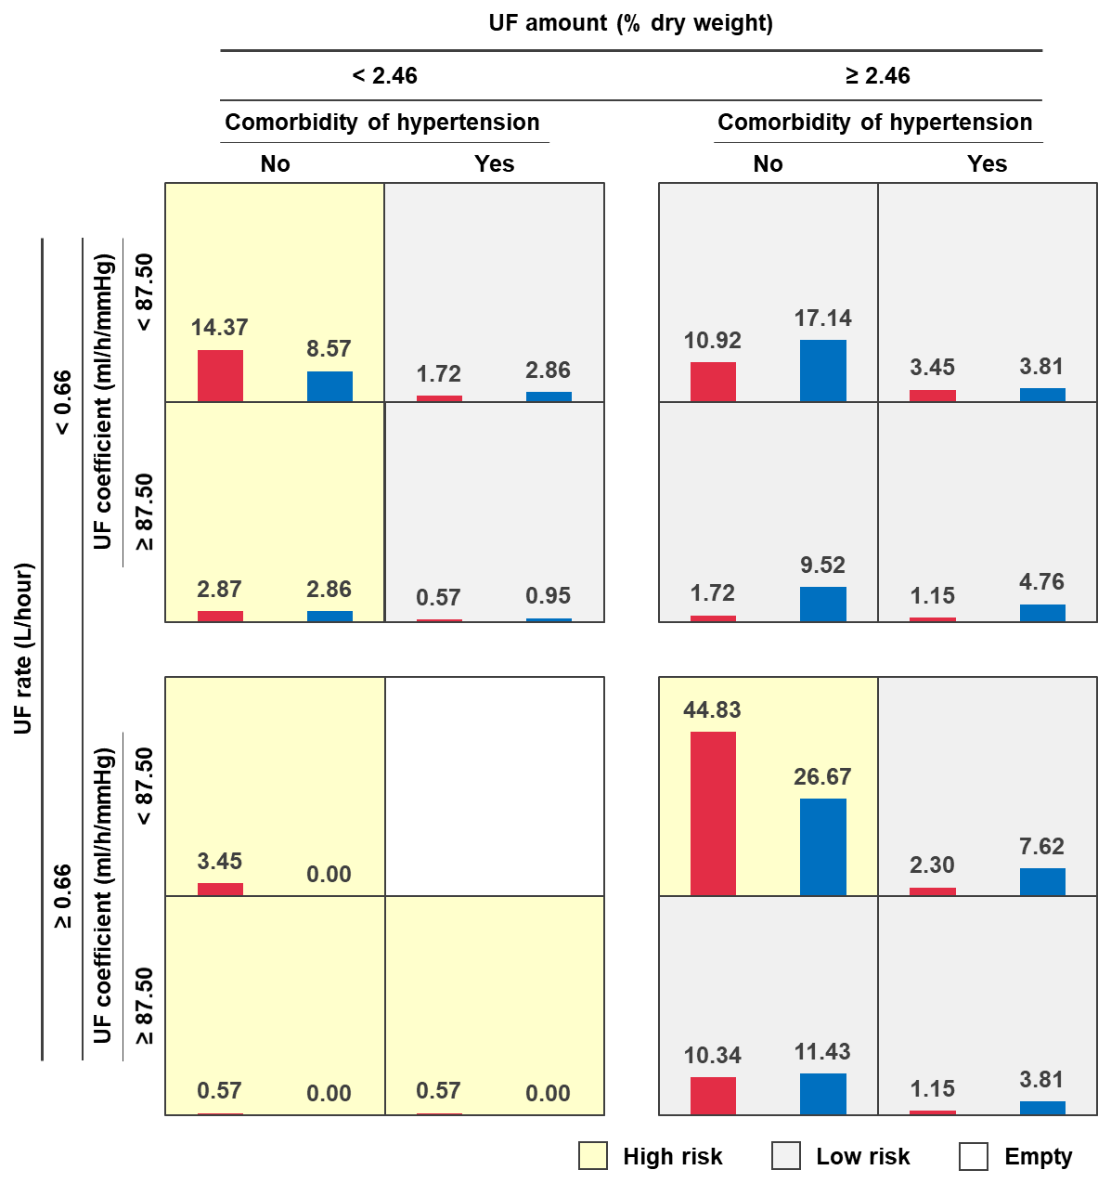 UF amount (% dry weight)
< 2.46 ≥ 2.46
Comorbidity of hypertension Comorbidity of hypertension
No Yes No Yes
UF rate (L/hour)
< 0.66
UF coefficient (ml/h/mmHg)
< 87.50
14.37 8.57 1.72 2.86 10.92 17.14 3.45 3.81
≥ 87.50
2.87 2.86 0.57 0.95 1.72 9.52 1.15 4.76
≥ 0.66
UF coefficient (ml/h/mmHg)
< 87.50
3.45 0.00 44.83 26.67 2.30 7.62
≥ 87.50
0.57 0.00 0.57 0.00 10.34 11.43 1.15 3.81
High risk Low risk Empty